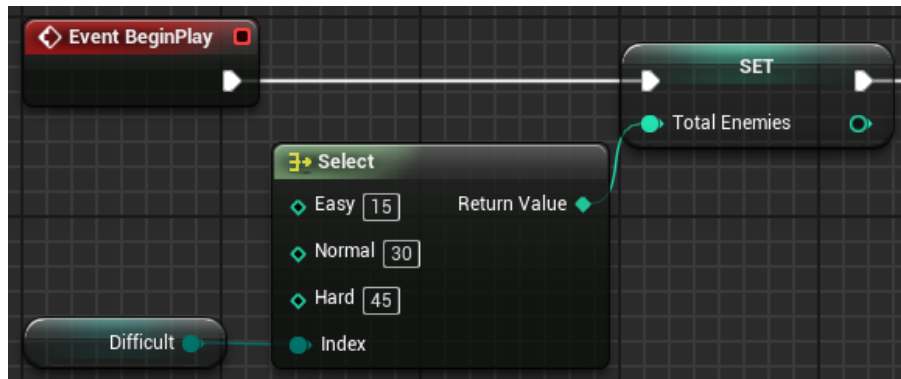 Event BeginPlay
SET
Total Enemies
Select
Easy 15
Return Value
Normal 30
Hard 45
Difficult
Index